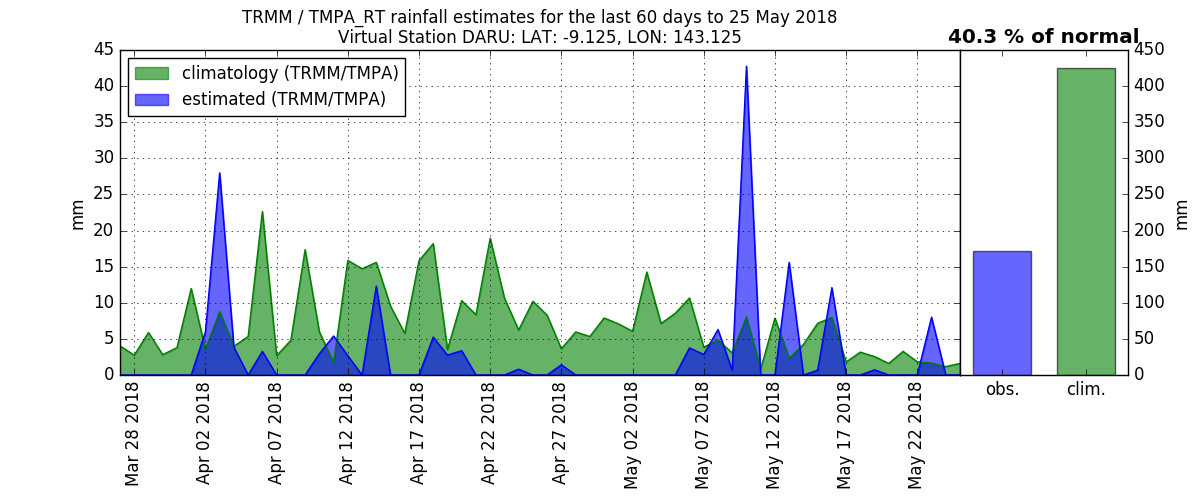 TRMM / TMPA_RT rainfall estimates for the last 60 days to 25 May 2018
Virtual Station DARU: LAT: -9.125, LON: 143.125
40.3 % of normal
climatology (TRMM/TMPA)
estimated (TRMM/TMPA)
45
40
35
30
25
20
15
10
5
0
mm
450
400
350
300
250
200
150
100
50
0
mm
Mar 28 2018
Apr 02 2018
Apr 07 2018
Apr 12 2018
Apr 17 2018
Apr 22 2018
Apr 27 2018
May 02 2018
May 07 2018
May 12 2018
May 17 2018
May 22 2018
obs.
clim.